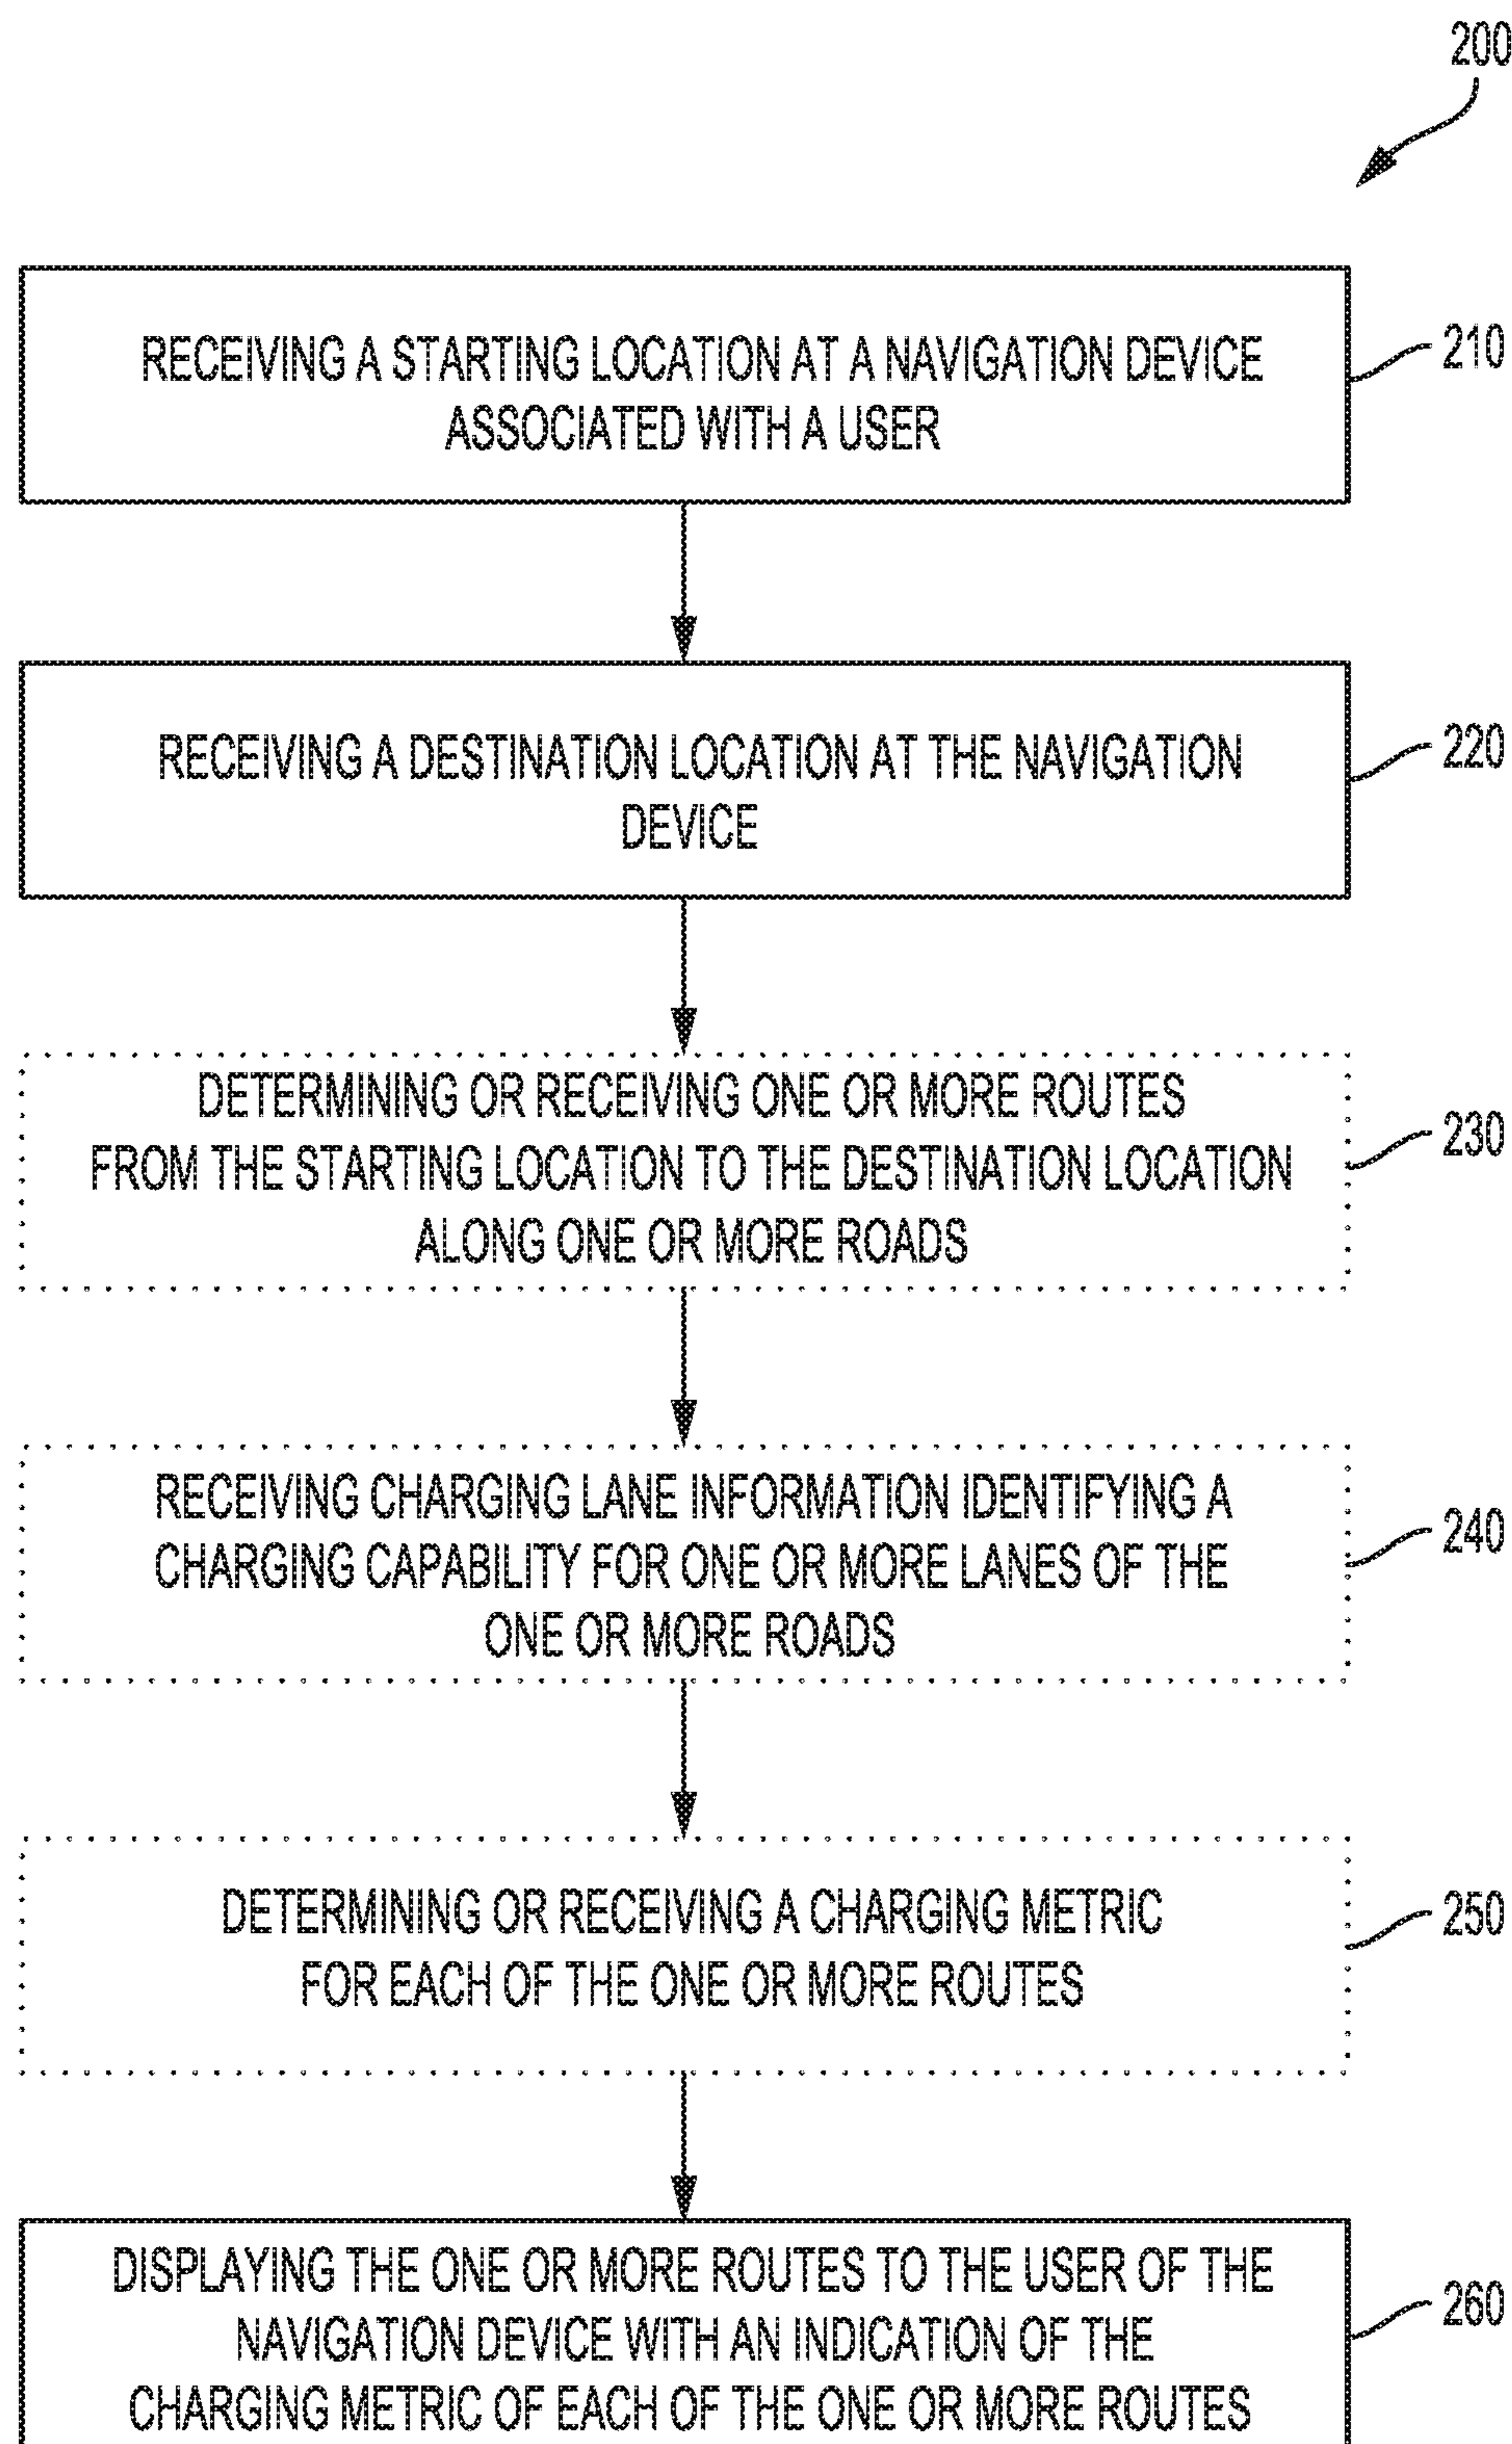 200
RECEIVING A STARTING LOCATION AT A NAVIGATION DEVICE
ASSOCIATED WITH A USER
210
RECEIVING A DESTINATION LOCATION AT THE NAVIGATION
DEVICE
220
DETERMINING OR RECEIVING ONE OR MORE ROUTES
FROM THE STARTING LOCATION TO THE DESTINATION LOCATION
ALONG ONE OR MORE ROADS
230
RECEIVING CHARGING LANE INFORMATION IDENTIFYING A
CHARGING CAPABILITY FOR ONE OR MORE LANES OF THE
ONE OR MORE ROADS
240
DETERMINING OR RECEIVING A CHARGING METRIC
FOR EACH OF THE ONE OR MORE ROUTES
250
DISPLAYING THE ONE OR MORE ROUTES TO THE USER OF THE
NAVIGATION DEVICE WITH AN INDICATION OF THE
CHARGING METRIC OF EACH OF THE ONE OR MORE ROUTES
260